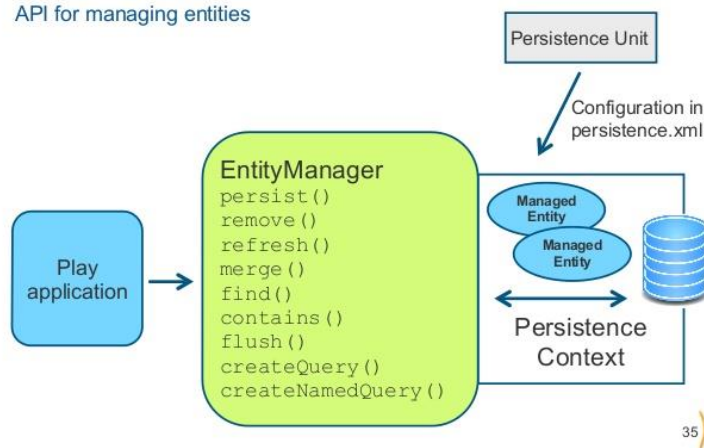 API for managing entities
Persistence Unit
Configuration in
persistence.xml
EntityManager
persist()
remove()
refresh()
merge()
find()
contains()
flush()
createQuery()
createNamedQuery()
Play
application
Managed
Entity
Managed
Entity
Persistence
Context
35